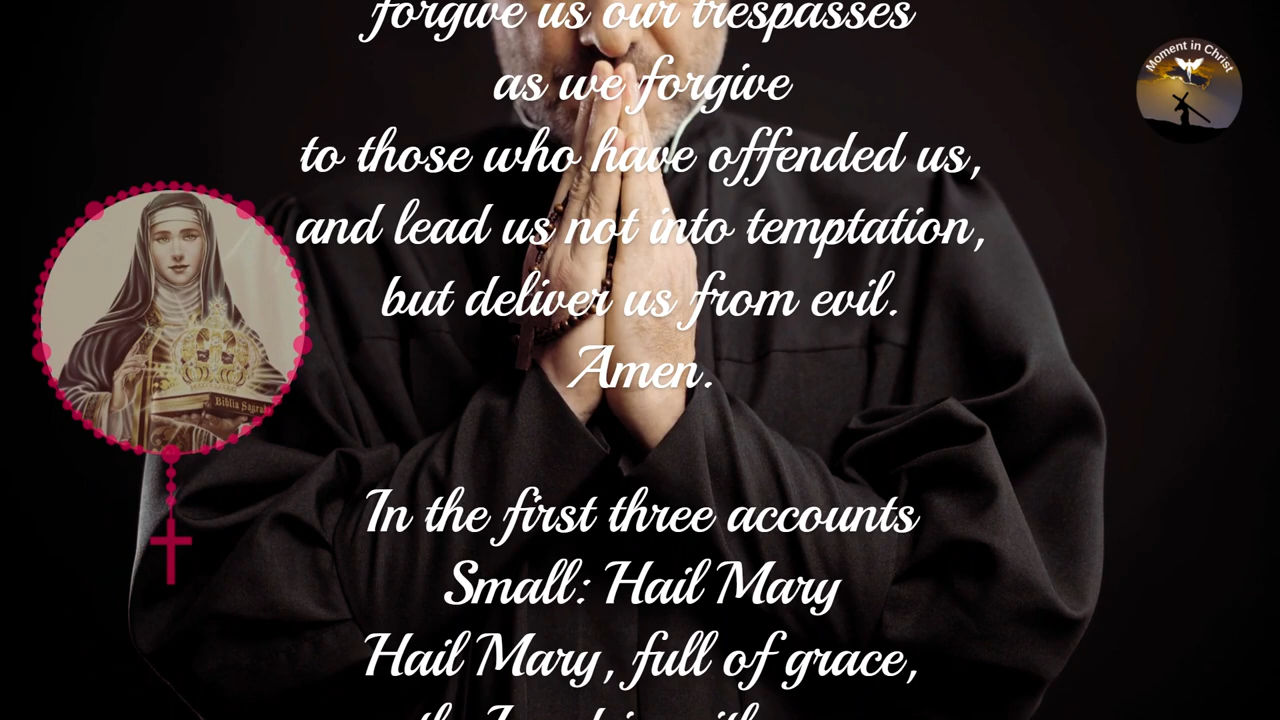 forgive us our trespasses
as we forgive
to those who have offended us,
and lead us not into temptation,
but deliver us from evil.
Amen.
In the first three accounts
Small: Hail Mary
Hail Mary, full of grace,
Moment in Christ
Biblia Sagrada